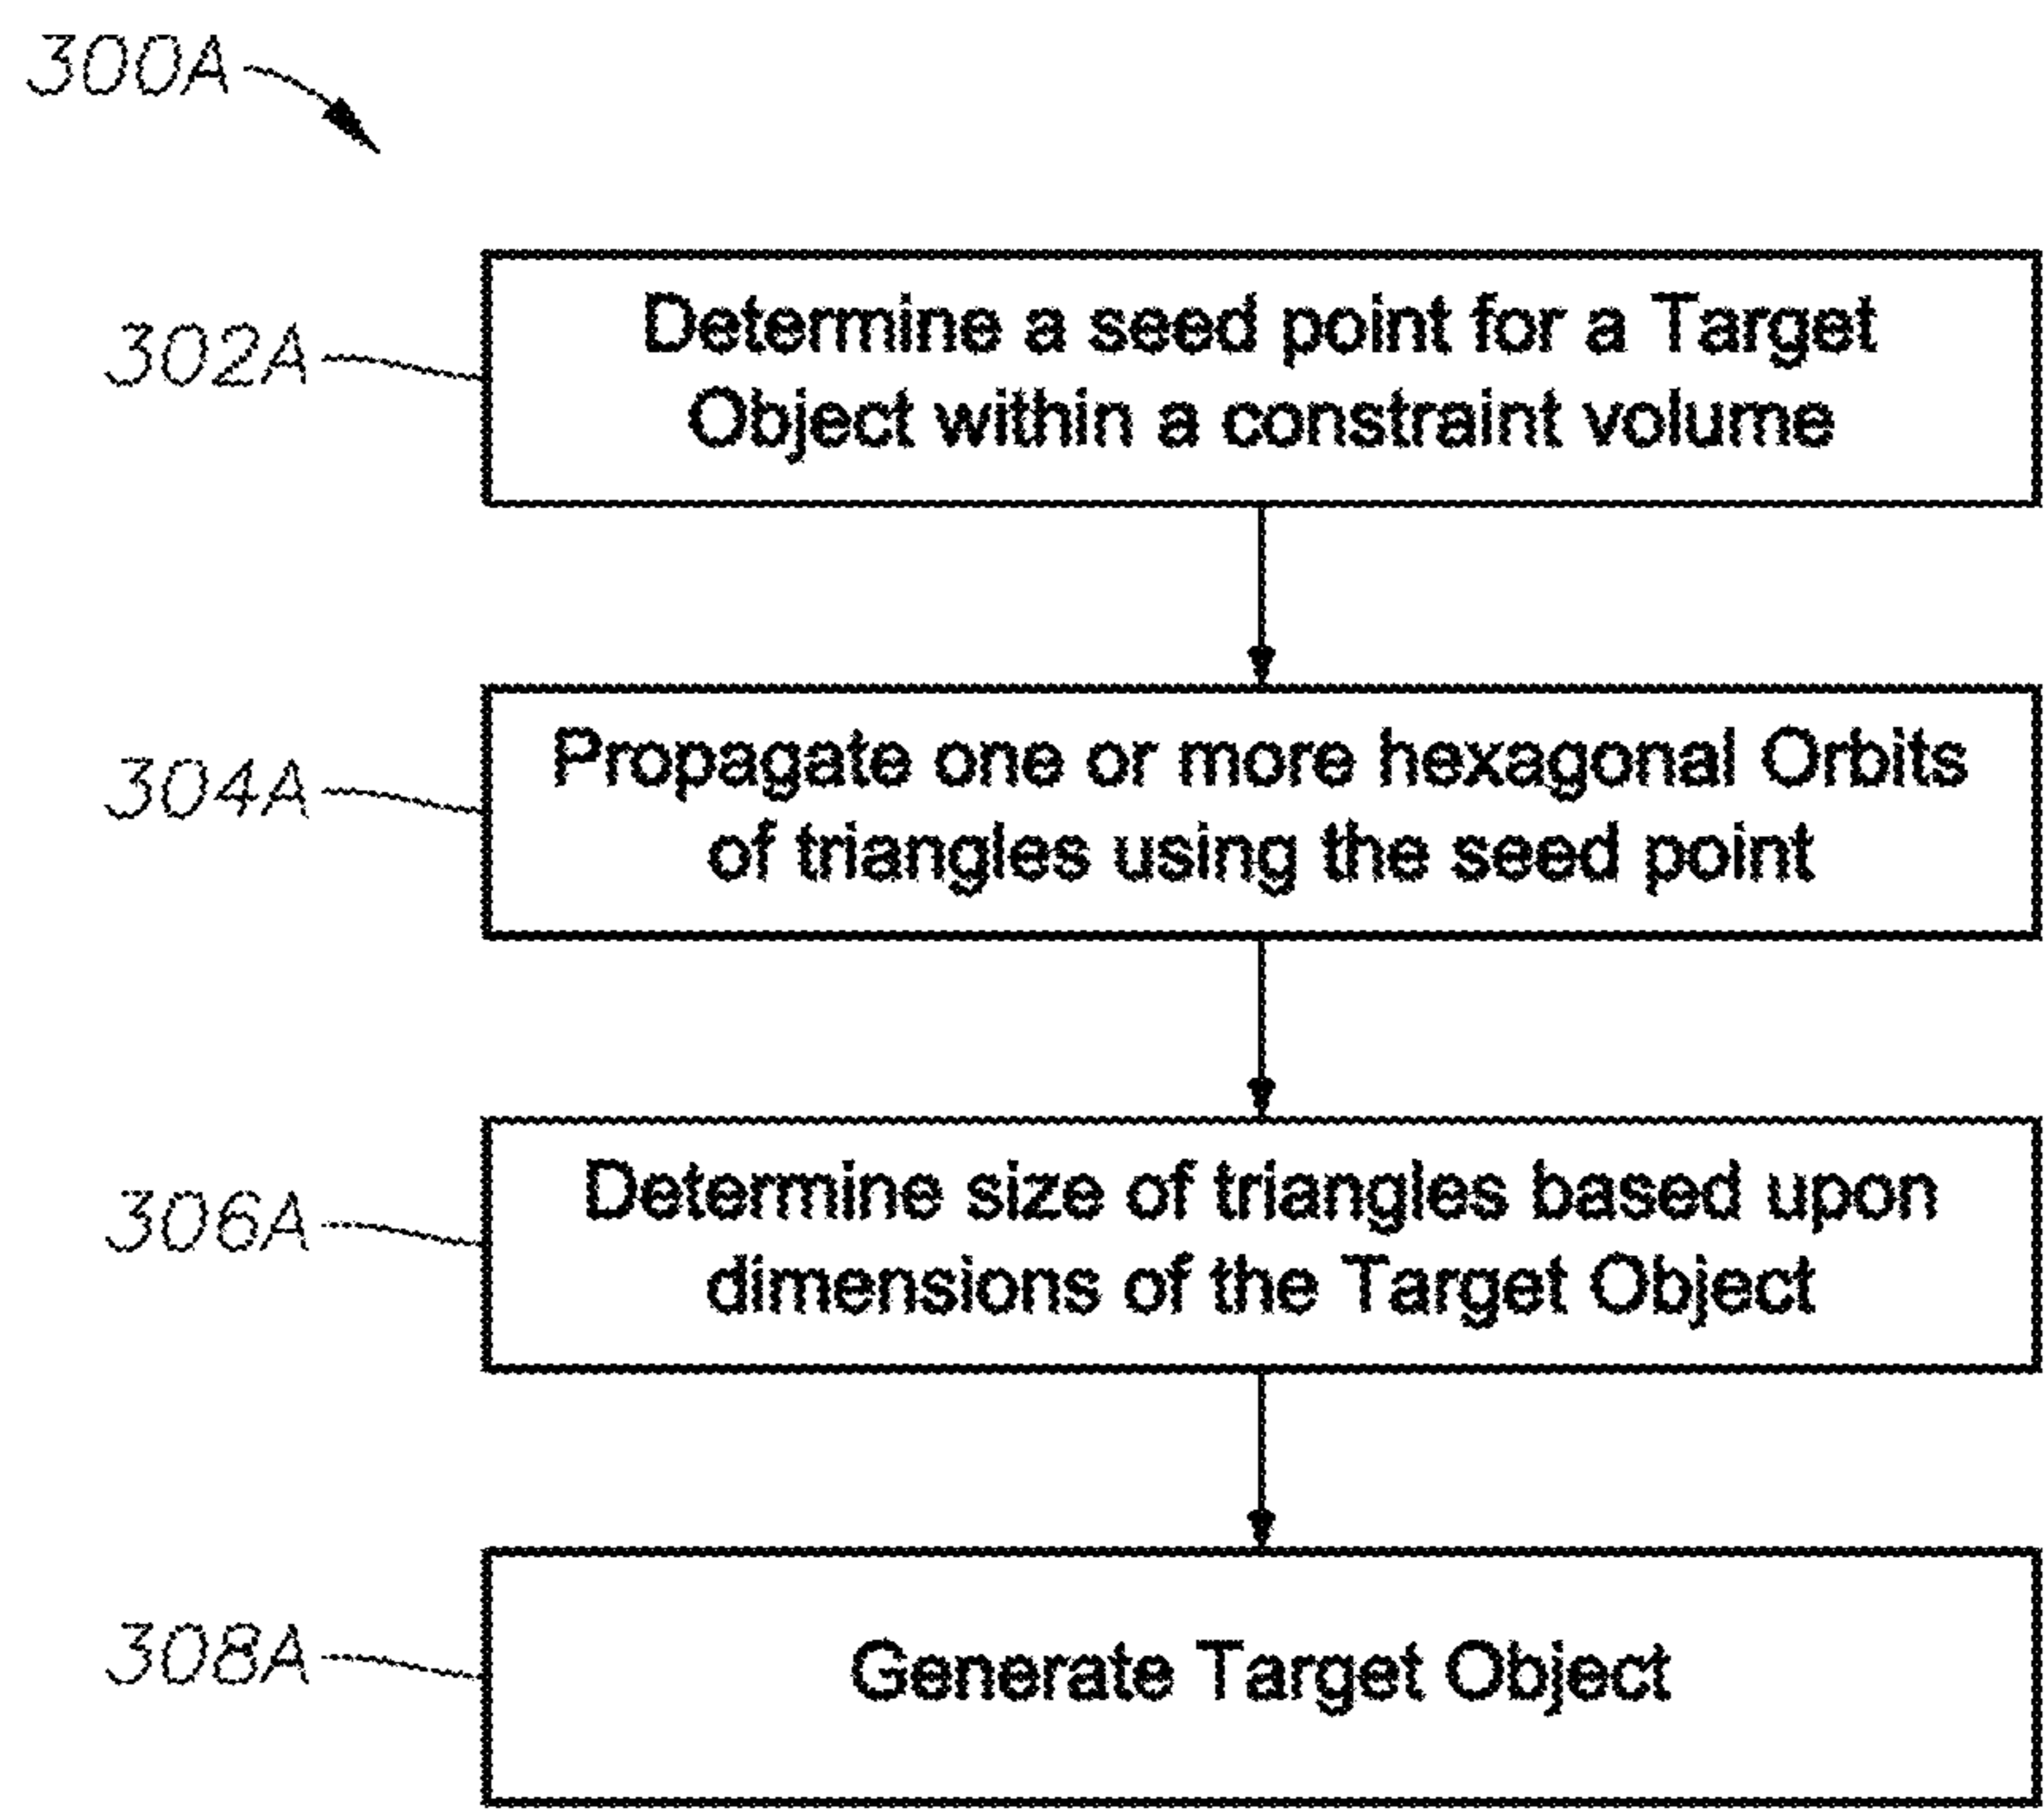 300A
302A
Determine a seed point for a Target
Object within a constraint volume
304A
Propagate one or more hexagonal Orbits
of triangles using the seed point
306A
Determine size of triangles based upon
dimensions of the Target Object
308A
Generate Target Object